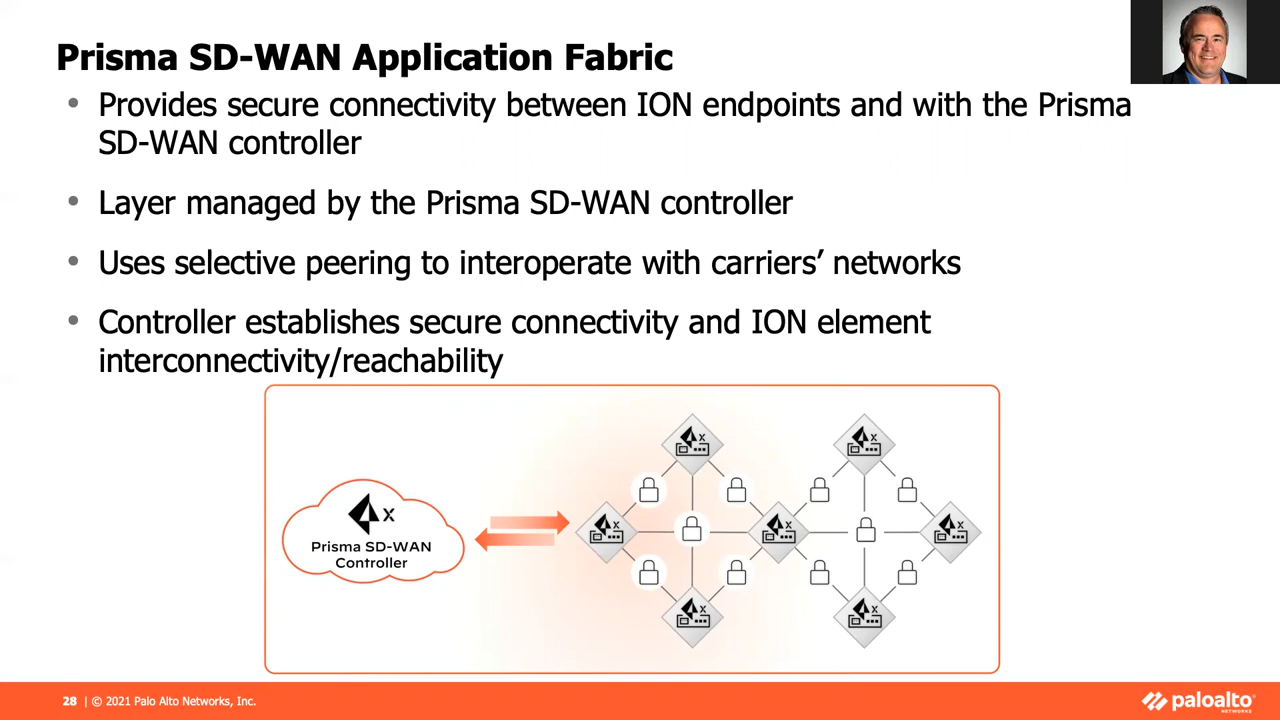 Prisma SD-WAN Application Fabric
• Provides secure connectivity between ION endpoints and with the Prisma
SD-WAN controller
• Layer managed by the Prisma SD-WAN controller
• Uses selective peering to interoperate with carriers’ networks
• Controller establishes secure connectivity and ION element
interconnectivity/reachability
x
Prisma SD-WAN
Controller
x
x
x
x
x
x
x
28 | © 2021 Palo Alto Networks, Inc.
paloalto®
NETWORKS